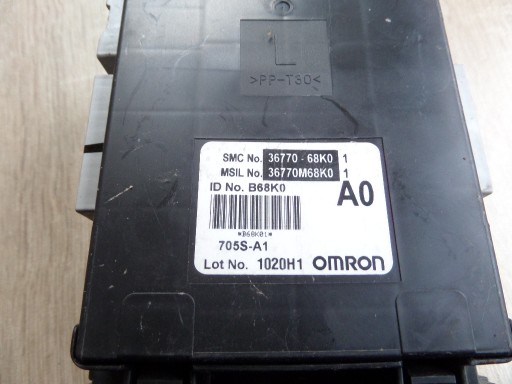 L
>PP-T30<
SMC No. 36770 - 68K0 1
MSIL No. 36770M68K0 1
ID No. B68K0 A0
*B68K01*
705S-A1
Lot No. 1020H1 OMRON